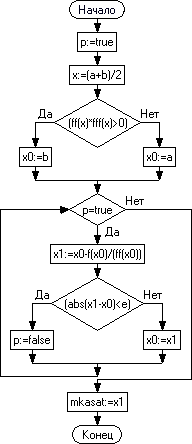 Начало
p:=true
x:=(a+b)/2
Да
Нет
(ff(x)*fff(x)>0)
x0:=b
x0:=a
p=true
Нет
Да
x1:=x0-f(x0)/(ff(x0))
Да
Нет
(abs(x1-x0)<e)
p:=false
x0:=x1
mkasat:=x1
Конец